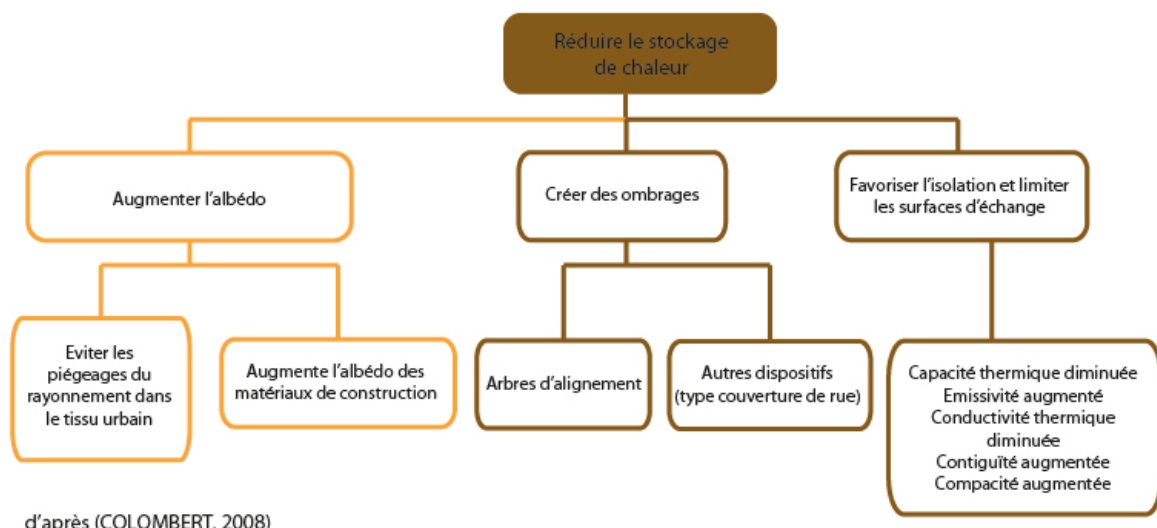 Réduire le stockage
de chaleur
Augmenter l'albédo
Créer des ombrages
Favoriser l'isolation et limiter
les surfaces d'échange
Eviter les
piégeages du
rayonnement dans
le tissu urbain
Augmente l'albédo des
matériaux de construction
Arbres d'alignement
Autres dispositifs
(type couverture de rue)
Capacité thermique diminuée
Emissivité augmenté
Conductivité thermique
diminuée
Contiguïté augmentée
Compacité augmentée
d'après (COLOMBERT, 2008)